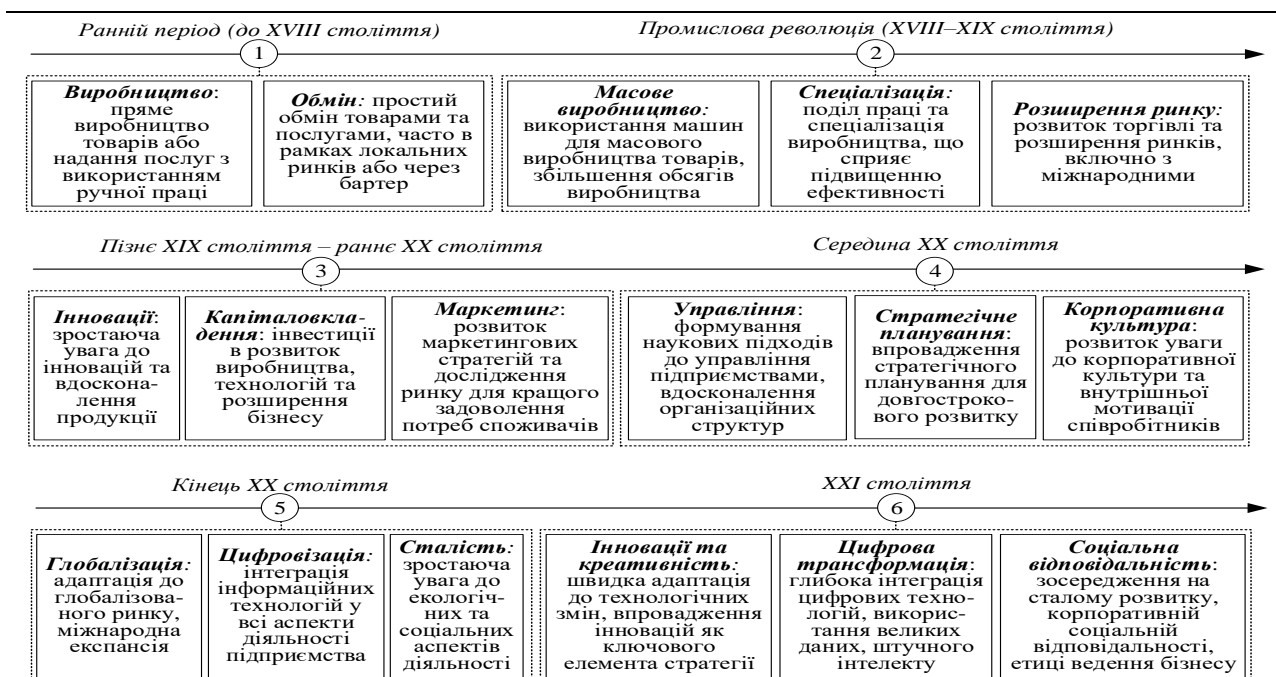 Ранній період (до XVIII століття)
Промислова революція (XVIII–XIX століття)
1
2
Виробництво:
пряме
виробництво
товарів або
надання послуг з
використанням
ручної праці
Обмін: простий
обмін товарами та
послугами, часто в
рамках локальних
ринків або через
бартер
Масове
виробництво:
використання машин
для масового
виробництва товарів,
збільшення обсягів
виробництва
Спеціалізація:
поділ праці та
спеціалізація
виробництва, що
сприяє
підвищенню
ефективності
Розширення ринку:
розвиток торгівлі та
розширення ринків,
включно з
міжнародними
Пізнє XIX століття – раннє XX століття
Середина XX століття
3
4
Інновації:
зростаюча
увага до
інновацій та
вдоскона-
лення
продукції
Капіталовкла-
дення: інвестиції
в розвиток
виробництва,
технологій та
розширення
бізнесу
Маркетинг:
розвиток
маркетингових
стратегій та
дослідження
ринку для кращого
задоволення
потреб споживачів
Управління:
формування
наукових підходів
до управління
підприємствами,
вдосконалення
організаційних
структур
Стратегічне
планування:
впровадження
стратегічного
планування для
довгостроко-
вого розвитку
Корпоративна
культура:
розвиток уваги
до корпоративної
культури та
внутрішньої
мотивації
співробітників
Кінець XX століття
XXI століття
5
6
Глобалізація:
адаптація до
глобалізова-
ного ринку,
міжнародна
експансія
Цифровізація:
інтеграція
інформаційних
технологій у
всі аспекти
діяльності
підприємства
Сталість:
зростаюча
увага до
екологіч-
них та
соціальних
аспектів
діяльності
Інновації та
креативність:
швидка адаптація
до технологічних
змін, впровадження
інновацій як
ключового
елемента стратегії
Цифрова
трансформація:
глибока інтеграція
цифрових техно-
логій, викорис-
тання великих
даних, штучного
інтелекту
Соціальна
відповідальність:
зосередження на
сталому розвитку,
корпоративній
соціальній
відповідальності,
етиці ведення бізнесу